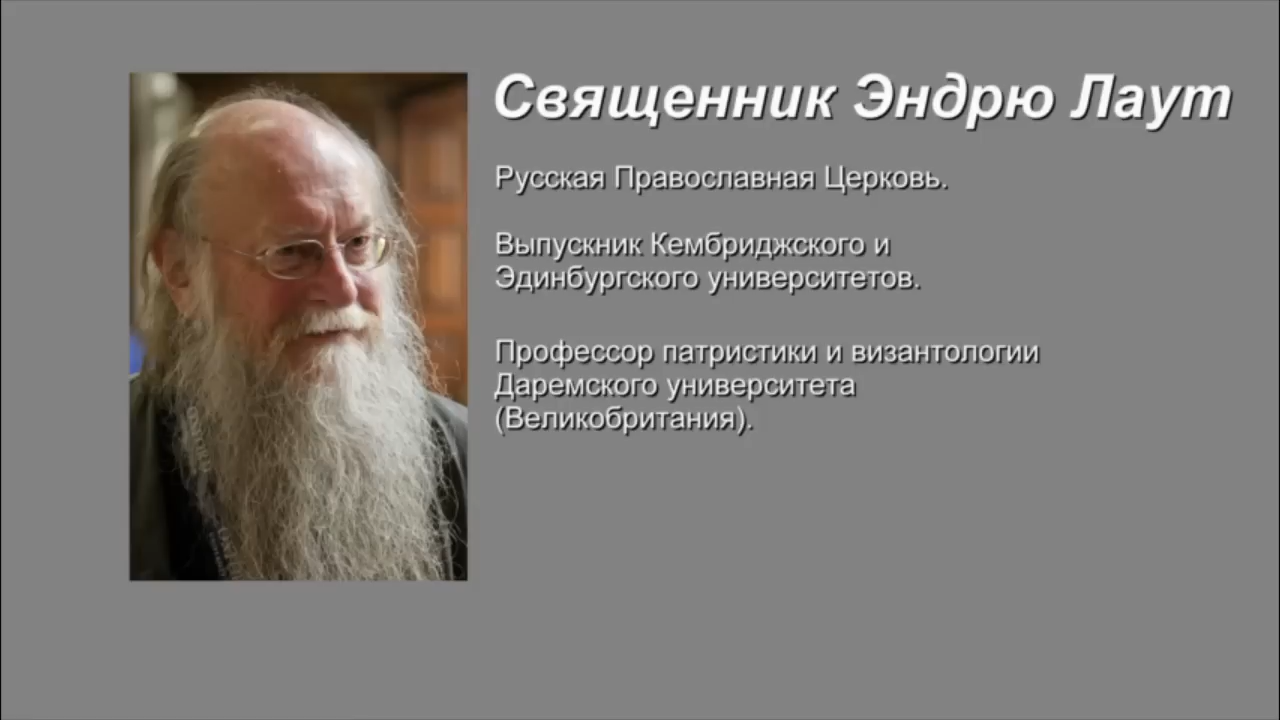 Священник Эндрю Лаут
Русская Православная Церковь.
Выпускник Кембриджского и
Эдинбургского университетов.
Профессор патристики и византологии
Даремского университета
(Великобритания).